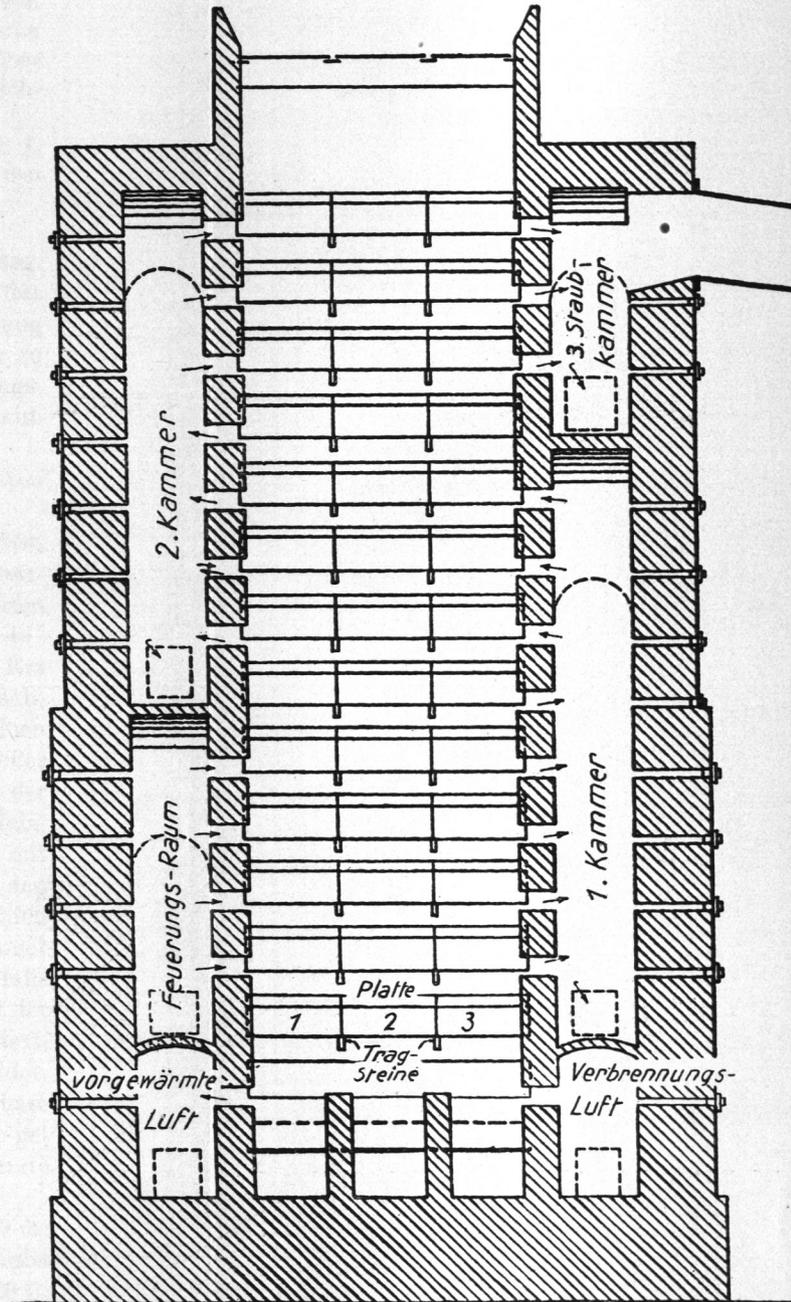 3. Staub-
kammer
2. Kammer
1. Kammer
Feuerungs-Raum
Platte
1 2 3
Trag-
steine
vorgewärmte
Luft
Verbrennungs-
Luft